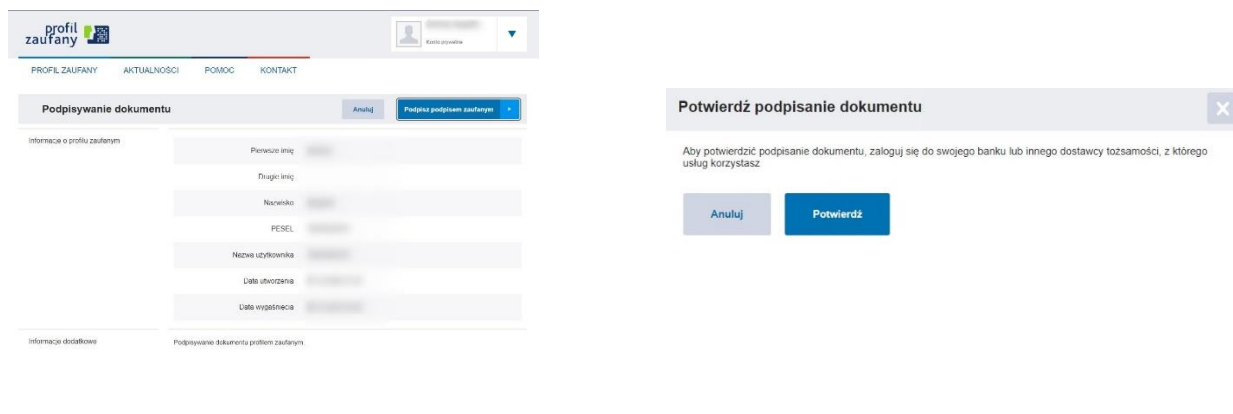 profil
zaufany
Konto prywatne
PROFIL ZAUFANY AKTUALNOŚCI POMOC KONTAKT
Podpisywanie dokumentu Anuluj Podpisz podpisem zaufanym
Informacje o profilu zaufanym
Pierwsze imię
Drugie imię
Nazwisko
PESEL
Nazwa użytkownika
Data utworzenia
Data wygaśnięcia
Informacje dodatkowe Podpisywanie dokumentu profilem zaufanym
Potwierdź podpisanie dokumentu X
Aby potwierdzić podpisanie dokumentu, zaloguj się do swojego banku lub innego dostawcy tożsamości, z którego
usług korzystasz
Anuluj Potwierdź